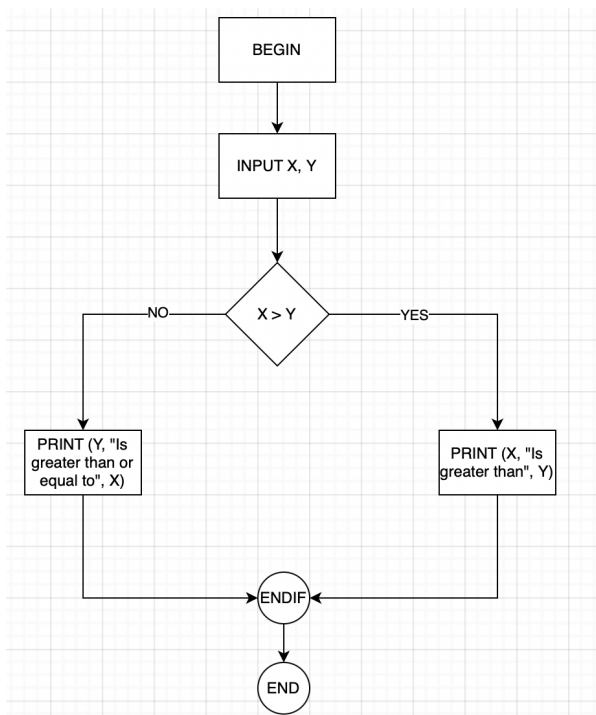 BEGIN
INPUT X, Y
X > Y
NO
YES
PRINT (Y, "Is
greater than or
equal to", X)
PRINT (X, "Is
greater than", Y)
ENDIF
END